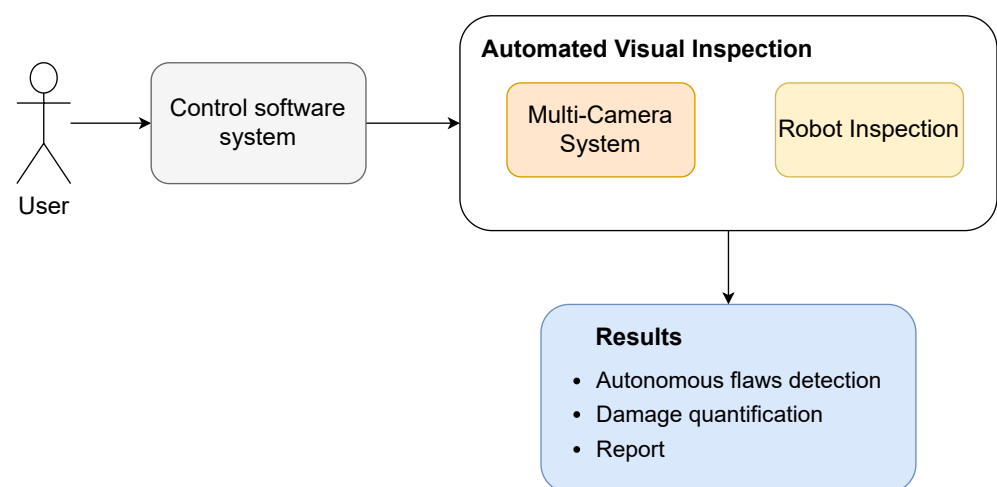 Automated Visual Inspection
Control software
system
Multi-Camera
System
Robot Inspection
User
Results
• Autonomous flaws detection
• Damage quantification
• Report